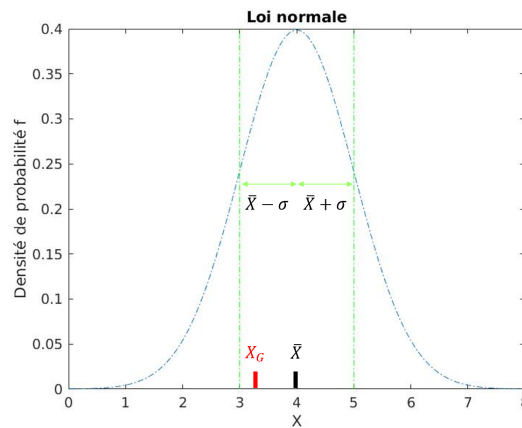 Loi normale
0.4
0.35
0.3
0.25
0.2
0.15
0.1
0.05
0
Densité de probabilité f
X̄ − σ X̄ + σ
X_G X̄
0 1 2 3 4 5 6 7 8
X